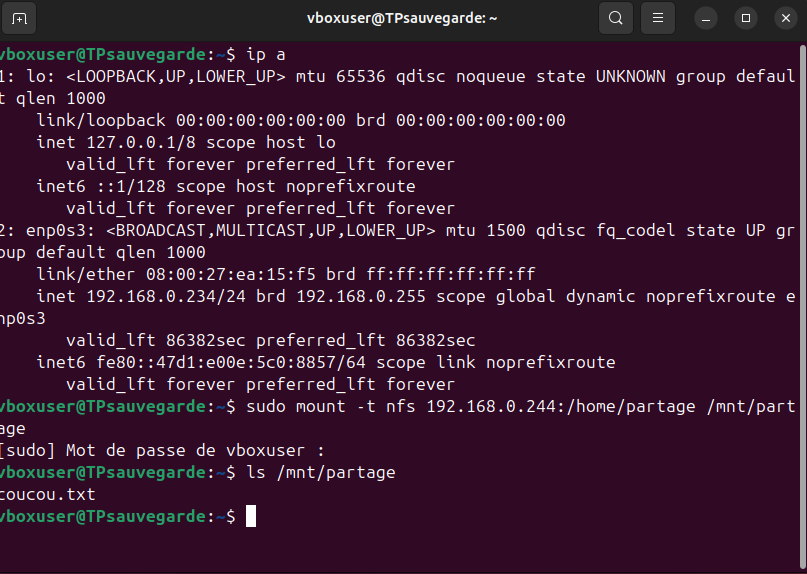 vboxuser@TPsauvegarde: ~
vboxuser@TPsauvegarde:~$ ip a
1: lo: <LOOPBACK,UP,LOWER_UP> mtu 65536 qdisc noqueue state UNKNOWN group defaul
t qlen 1000
    link/loopback 00:00:00:00:00:00 brd 00:00:00:00:00:00
    inet 127.0.0.1/8 scope host lo
       valid_lft forever preferred_lft forever
    inet6 ::1/128 scope host noprefixroute
       valid_lft forever preferred_lft forever
2: enp0s3: <BROADCAST,MULTICAST,UP,LOWER_UP> mtu 1500 qdisc fq_codel state UP gr
oup default qlen 1000
    link/ether 08:00:27:ea:15:f5 brd ff:ff:ff:ff:ff:ff
    inet 192.168.0.234/24 brd 192.168.0.255 scope global dynamic noprefixroute e
np0s3
       valid_lft 86382sec preferred_lft 86382sec
    inet6 fe80::47d1:e00e:5c0:8857/64 scope link noprefixroute
       valid_lft forever preferred_lft forever
vboxuser@TPsauvegarde:~$ sudo mount -t nfs 192.168.0.244:/home/partage /mnt/part
age
[sudo] Mot de passe de vboxuser :
vboxuser@TPsauvegarde:~$ ls /mnt/partage
coucou.txt
vboxuser@TPsauvegarde:~$